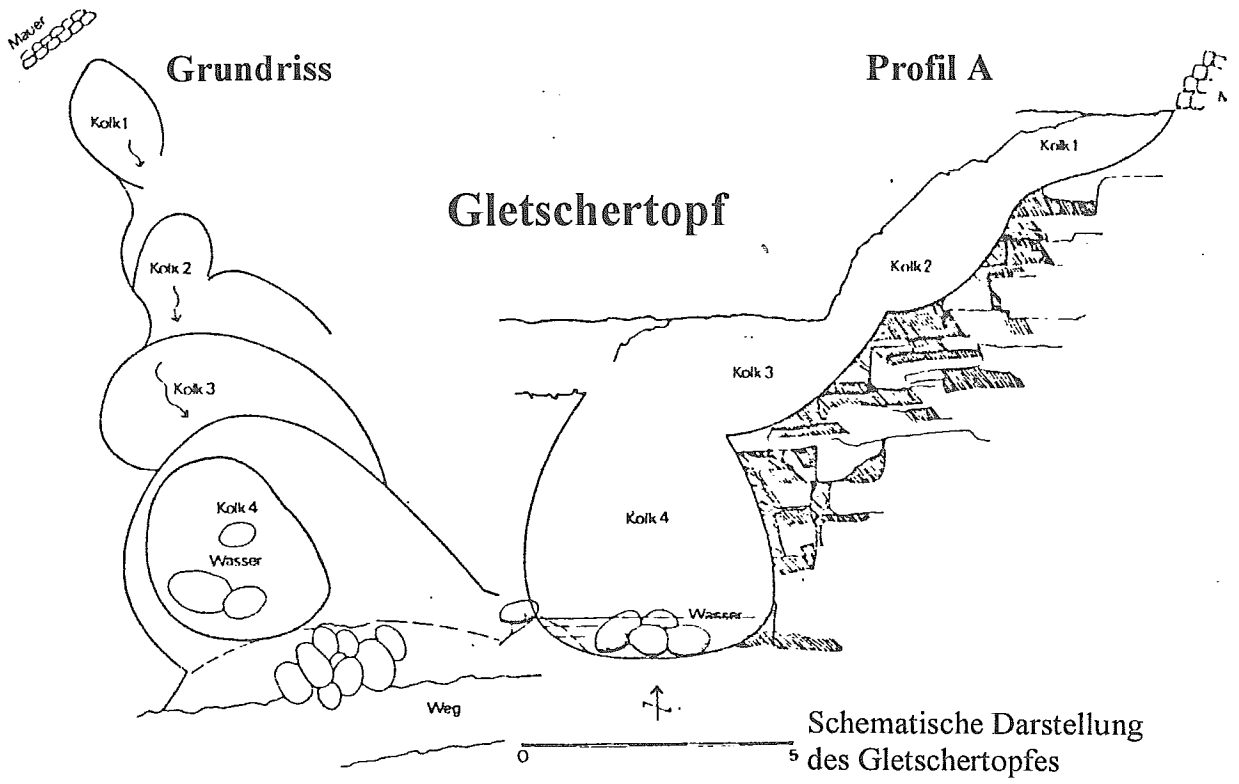 Mauer
Grundriss
Profil A
Kolk 1
Kolk 1
Gletschertopf
Kolk 2
Kolk 2
Kolk 3
Kolk 3
Kolk 4
Kolk 4
Wasser
Wasser
Weg
0
5
Schematische Darstellung
des Gletschertopfes